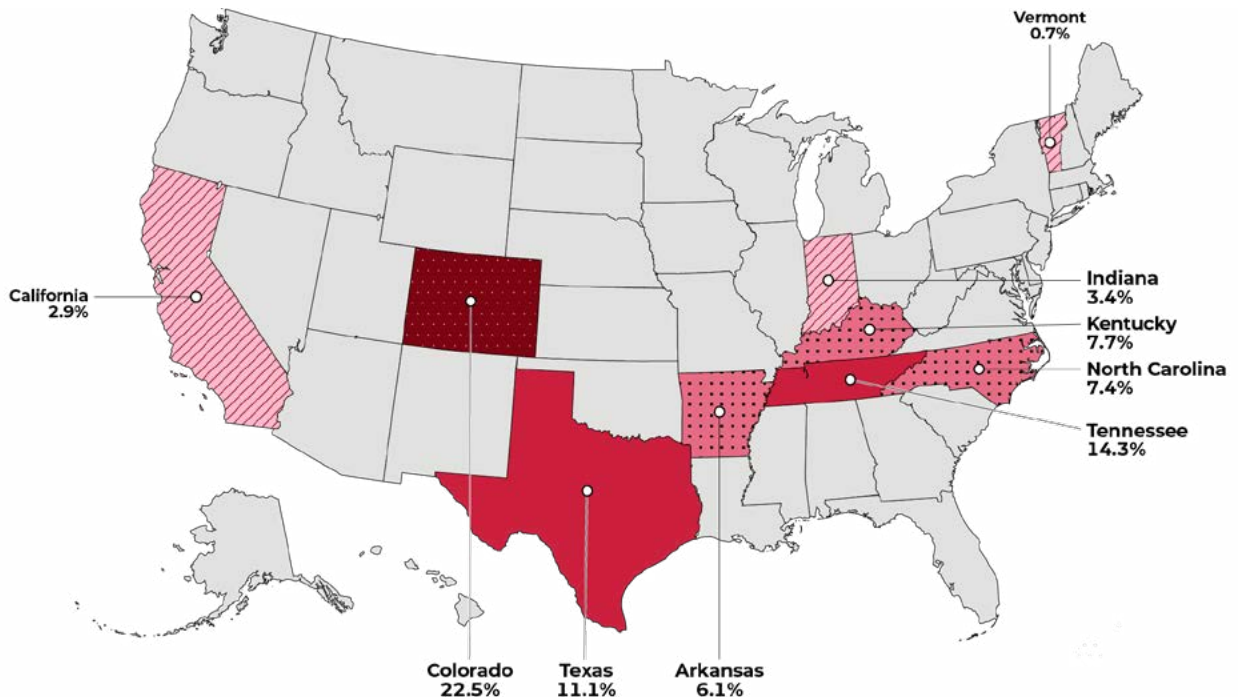 Vermont
0.7%
California
2.9%
Indiana
3.4%
Kentucky
7.7%
North Carolina
7.4%
Tennessee
14.3%
Colorado
22.5%
Texas
11.1%
Arkansas
6.1%